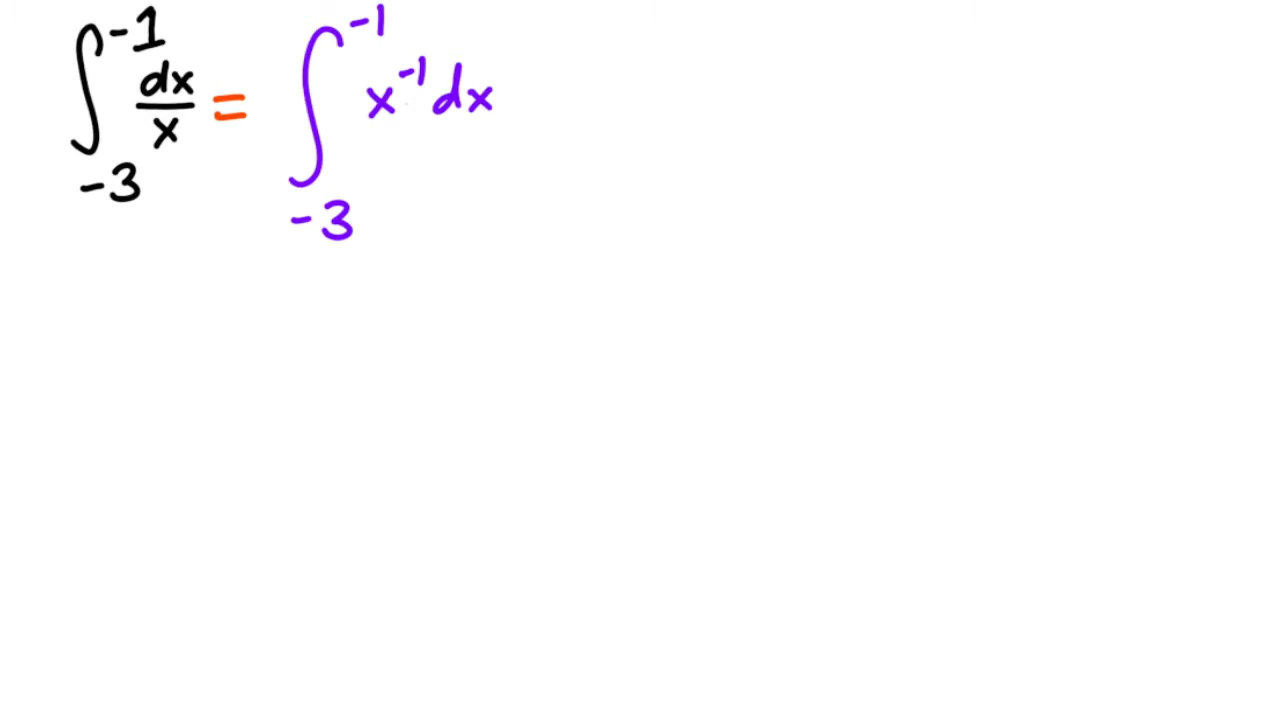 ∫_{-3}^{-1} dx/x = ∫_{-3}^{-1} x^{-1} dx